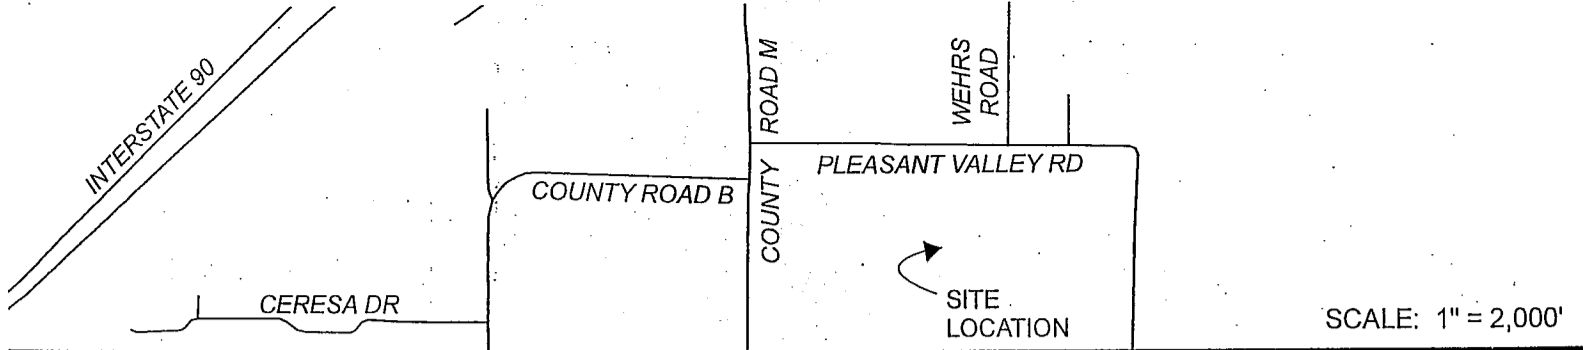 INTERSTATE 90
COUNTY ROAD M
WEHRS
ROAD
PLEASANT VALLEY RD
COUNTY ROAD B
CERESA DR
SITE
LOCATION
SCALE: 1" = 2,000'